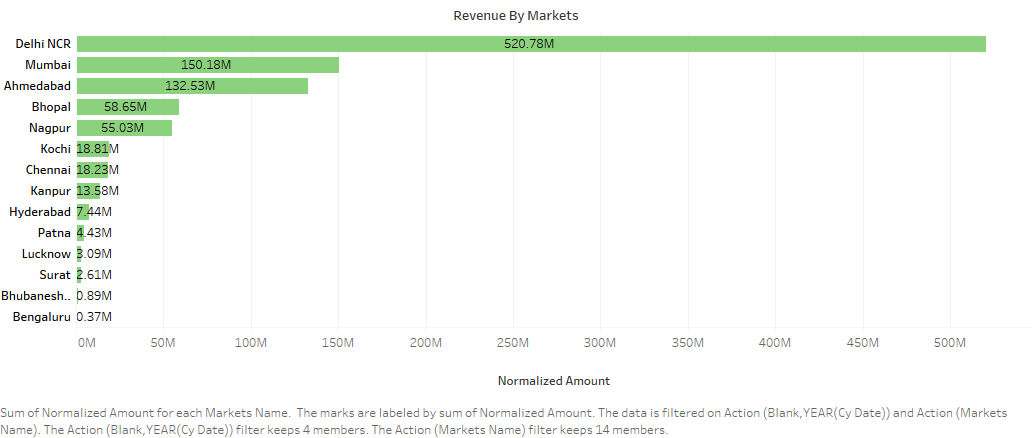 Revenue By Markets
Delhi NCR 520.78M
Mumbai 150.18M
Ahmedabad 132.53M
Bhopal 58.65M
Nagpur 55.03M
Kochi 18.81M
Chennai 18.23M
Kanpur 13.58M
Hyderabad 7.44M
Patna 4.43M
Lucknow 3.09M
Surat 2.61M
Bhubanesh.. 0.89M
Bengaluru 0.37M
0M 50M 100M 150M 200M 250M 300M 350M 400M 450M 500M
Normalized Amount
Sum of Normalized Amount for each Markets Name. The marks are labeled by sum of Normalized Amount. The data is filtered on Action (Blank,YEAR(Cy Date)) and Action (Markets
Name). The Action (Blank,YEAR(Cy Date)) filter keeps 4 members. The Action (Markets Name) filter keeps 14 members.